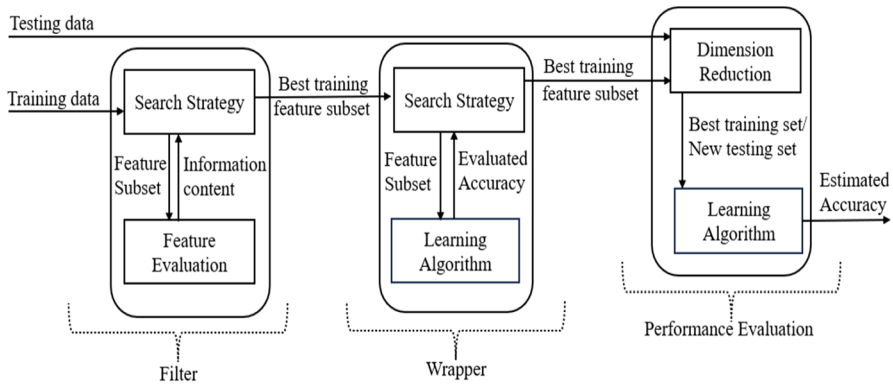 Testing data
Training data
Search Strategy
Feature
Subset
Information
content
Feature
Evaluation
Filter
Best training
feature subset
Search Strategy
Feature
Subset
Evaluated
Accuracy
Learning
Algorithm
Wrapper
Best training
feature subset
Dimension
Reduction
Best training set/
New testing set
Learning
Algorithm
Estimated
Accuracy
Performance Evaluation